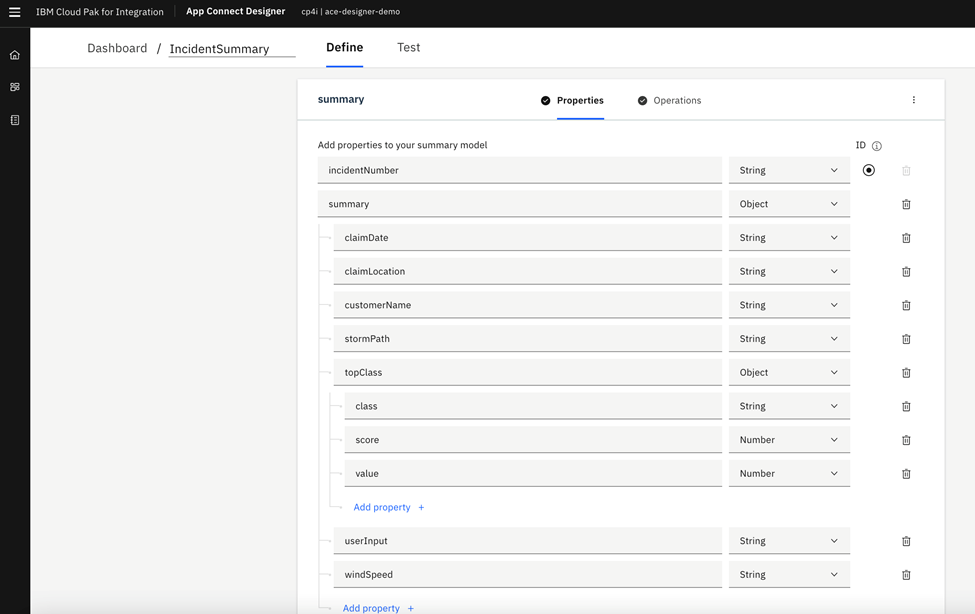 IBM Cloud Pak for Integration App Connect Designer cp4i | ace-designer-demo
Dashboard / IncidentSummary Define Test
summary Properties Operations
Add properties to your summary model ID
incidentNumber String
summary Object
claimDate String
claimLocation String
customerName String
stormPath String
topClass Object
class String
score Number
value Number
Add property +
userInput String
windSpeed String
Add property +